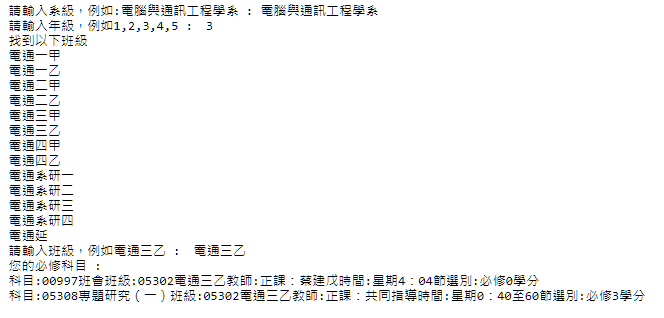 請輸入系級，例如:電腦與通訊工程學系 : 電腦與通訊工程學系
請輸入年級，例如1,2,3,4,5 :  3
找到以下班級
電通一甲
電通一乙
電通二甲
電通二乙
電通三甲
電通三乙
電通四甲
電通四乙
電通系研一
電通系研二
電通系研三
電通系研四
電通延
請輸入班級，例如電通三乙 :  電通三乙
您的必修科目 :
科目:00997班會班級:05302電通三乙教師:正課：蔡建戊時間:星期4：04節選別:必修0學分
科目:05308專題研究（一）班級:05302電通三乙教師:正課：共同指導時間:星期0：40至60節選別:必修3學分